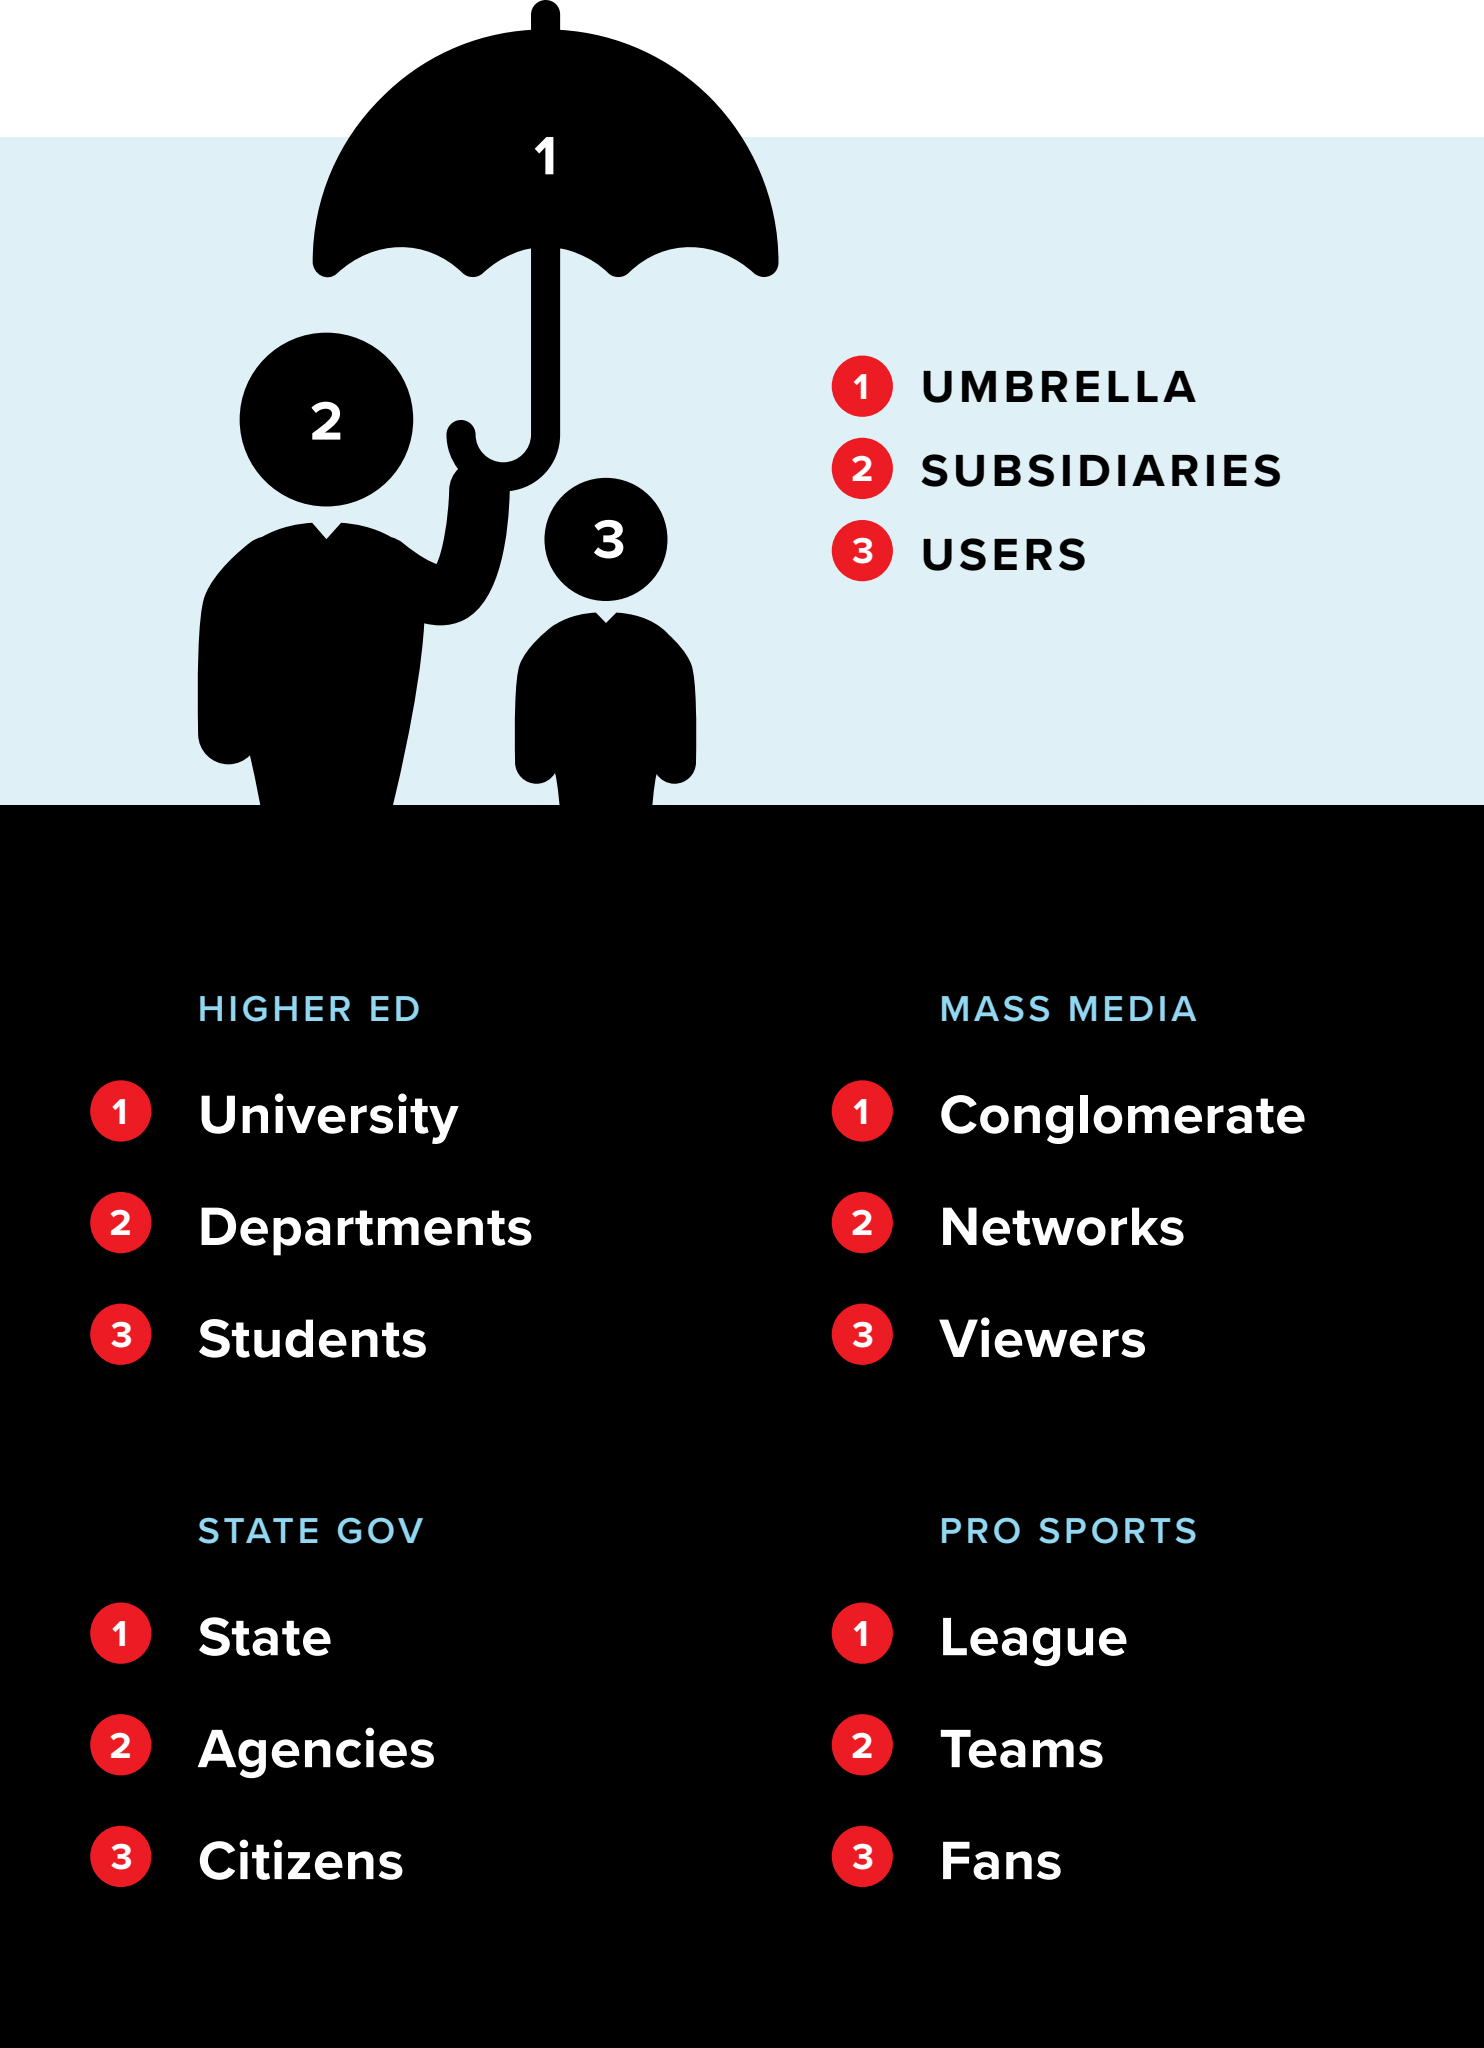 1
2
3
1 UMBRELLA
2 SUBSIDIARIES
3 USERS
HIGHER ED
1 University
2 Departments
3 Students
MASS MEDIA
1 Conglomerate
2 Networks
3 Viewers
STATE GOV
1 State
2 Agencies
3 Citizens
PRO SPORTS
1 League
2 Teams
3 Fans